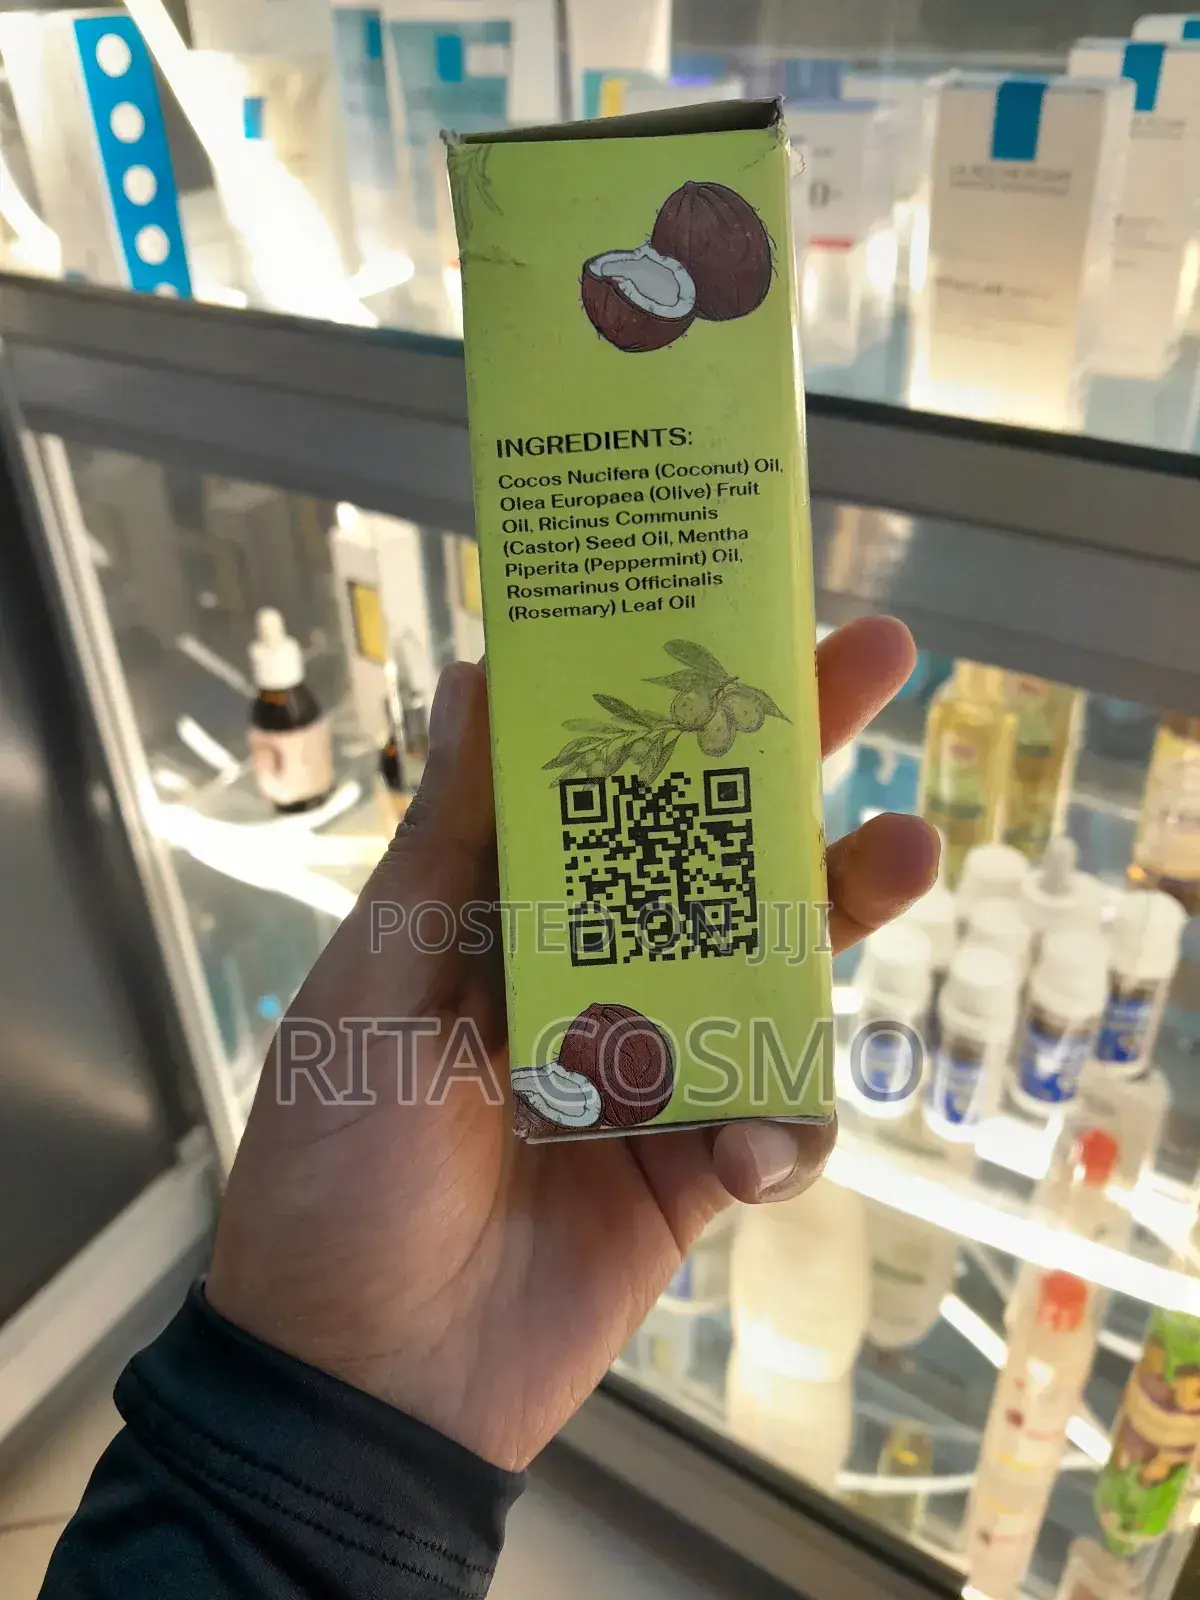 INGREDIENTS:
Cocos Nucifera (Coconut) Oil,
Olea Europaea (Olive) Fruit
Oil, Ricinus Communis
(Castor) Seed Oil, Mentha
Piperita (Peppermint) Oil,
Rosmarinus Officinalis
(Rosemary) Leaf Oil
POSTED ON JIJI
RITA COSMO